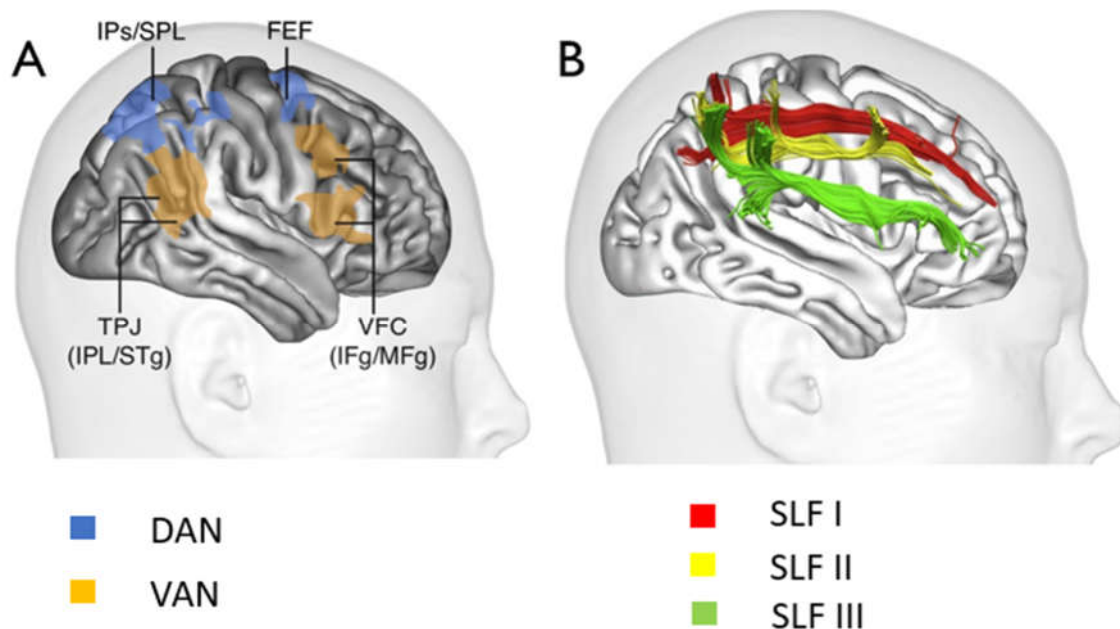 A
IPs/SPL
FEF
TPJ
(IPL/STg)
VFC
(IFg/MFg)
DAN
VAN
B
SLF I
SLF II
SLF III